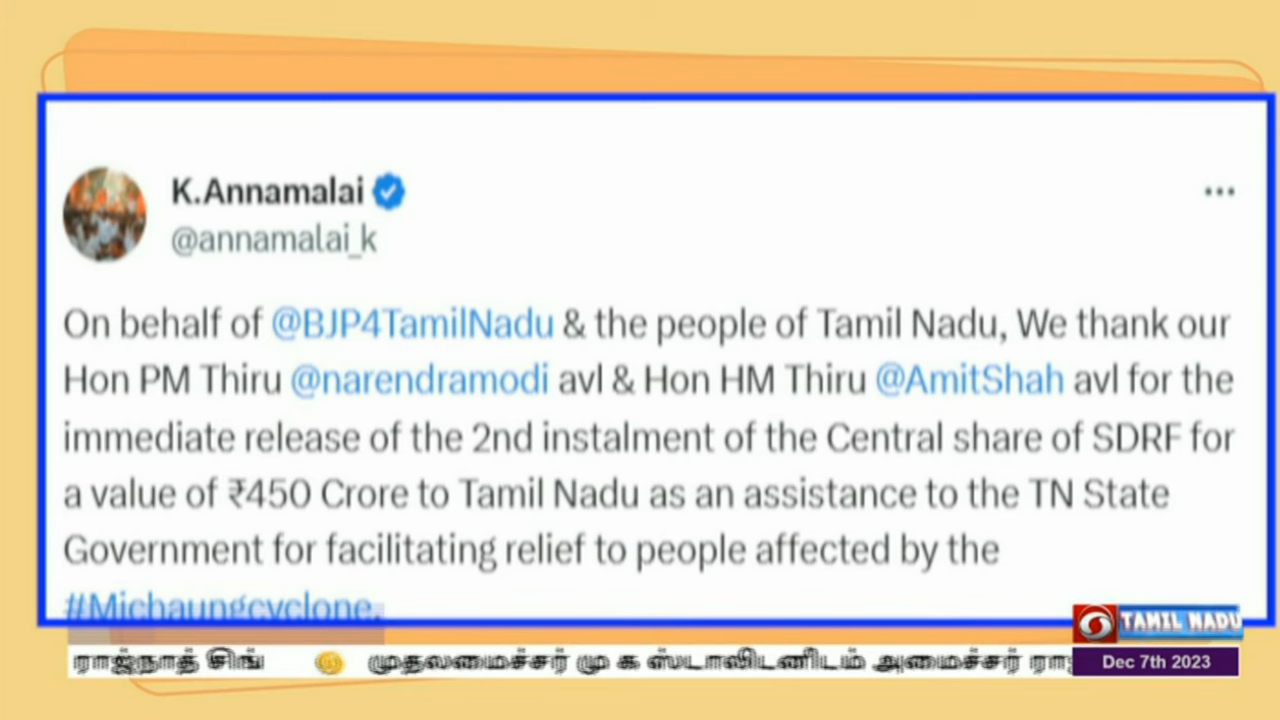 K.Annamalai
@annamalai_k
On behalf of @BJP4TamilNadu & the people of Tamil Nadu, We thank our
Hon PM Thiru @narendramodi avl & Hon HM Thiru @AmitShah avl for the
immediate release of the 2nd instalment of the Central share of SDRF for
a value of ₹450 Crore to Tamil Nadu as an assistance to the TN State
Government for facilitating relief to people affected by the
#Michaungcyclone.
TAMIL NADU
ராஜ்நாத் சிங் முதலமைச்சர் மு க ஸ்டாலினிடம் அமைச்சர்
Dec 7th 2023